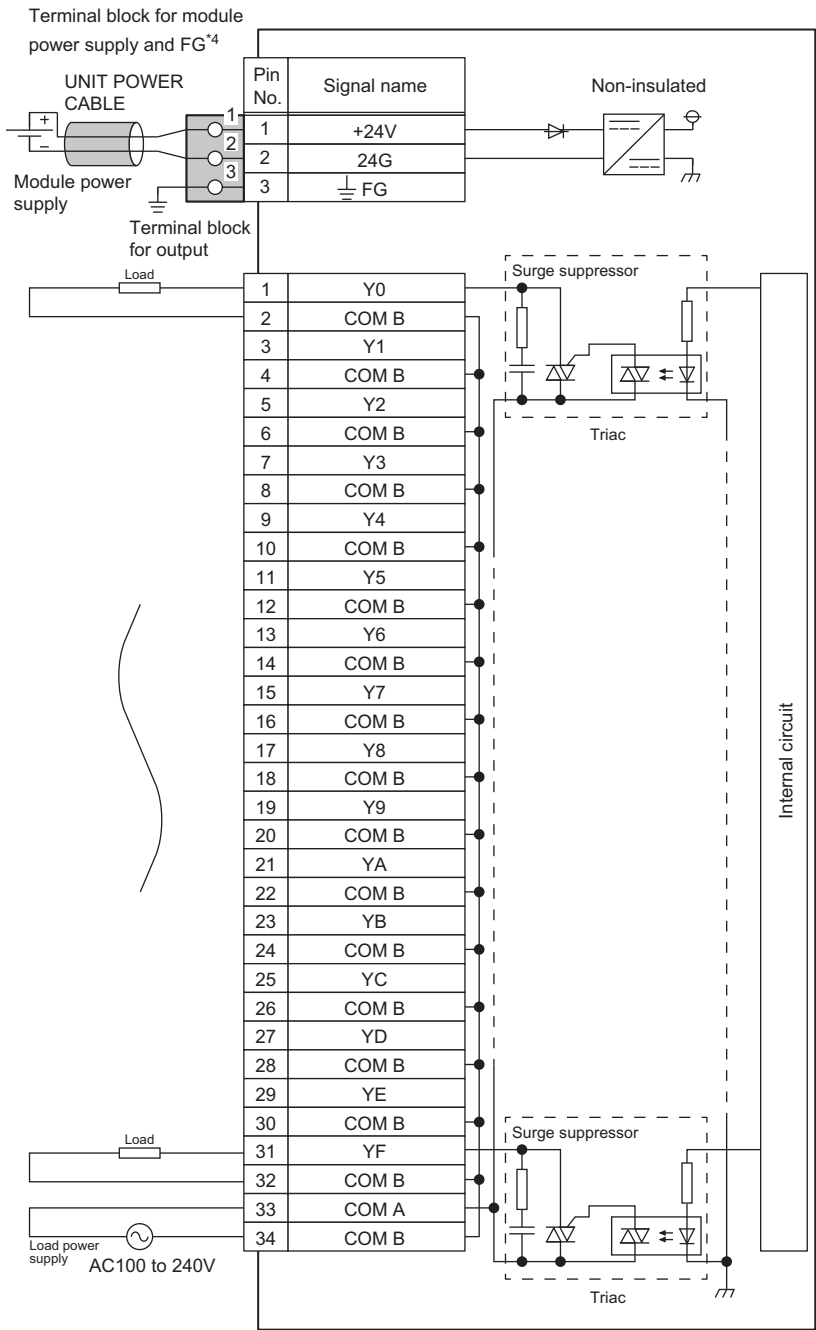 Terminal block for module
power supply and FG*4
UNIT POWER
CABLE
+
−
Module power
supply
1
2
3
Terminal block
for output
Pin No. Signal name
1 +24V
2 24G
3 FG
Non-insulated
Load
1 Y0
2 COM B
3 Y1
4 COM B
5 Y2
6 COM B
7 Y3
8 COM B
9 Y4
10 COM B
11 Y5
12 COM B
13 Y6
14 COM B
15 Y7
16 COM B
17 Y8
18 COM B
19 Y9
20 COM B
21 YA
22 COM B
23 YB
24 COM B
25 YC
26 COM B
27 YD
28 COM B
29 YE
30 COM B
31 YF
32 COM B
33 COM A
34 COM B
Load
Load power
supply
AC100 to 240V
Surge suppressor
Triac
Surge suppressor
Triac
Internal circuit